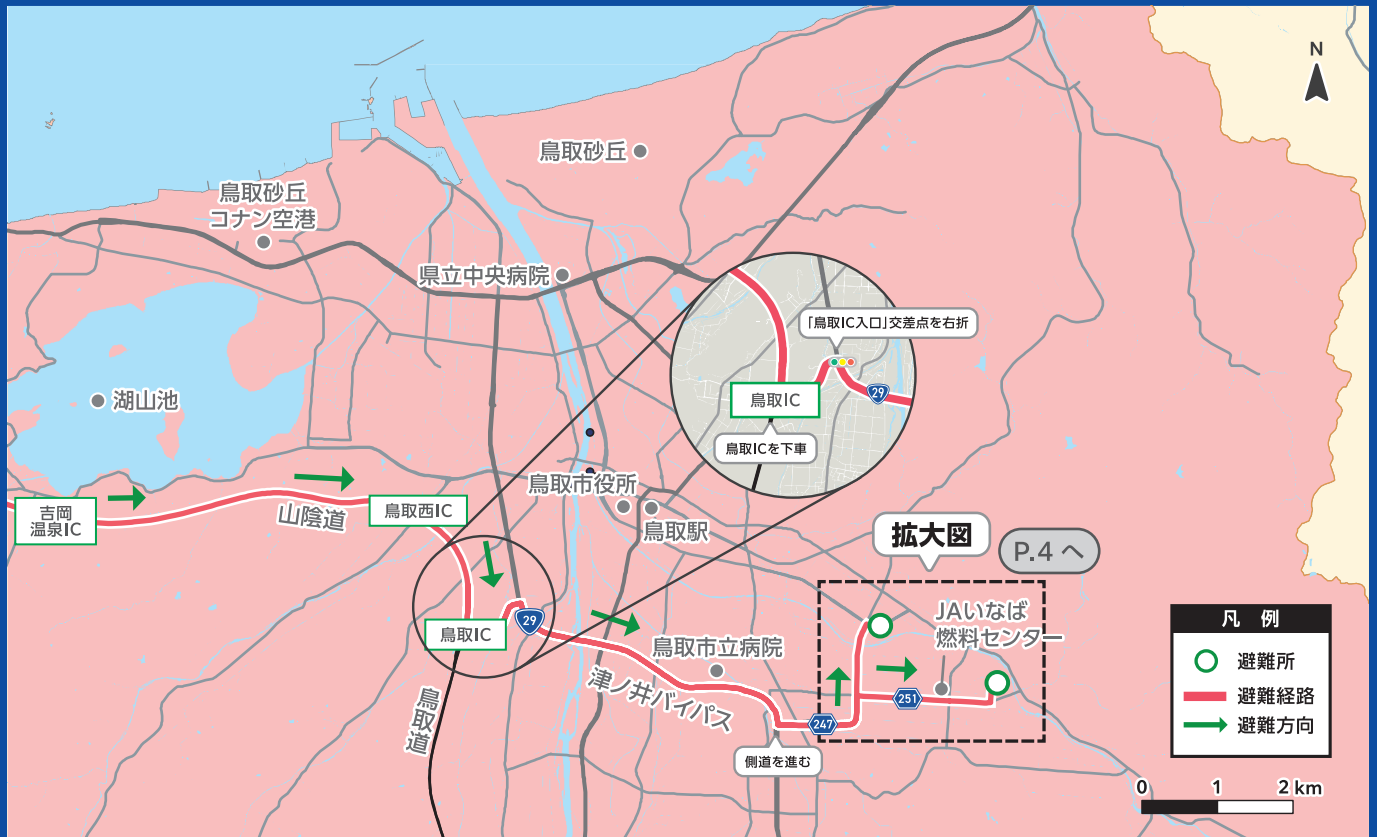 N
鳥取砂丘
鳥取砂丘
コナン空港
県立中央病院
「鳥取IC入口」交差点を右折
鳥取IC
29
鳥取ICを下車
湖山池
吉岡
温泉IC
山陰道
鳥取西IC
鳥取市役所
鳥取駅
拡大図
P.4 へ
鳥取IC
29
鳥取市立病院
JAいなば
燃料センター
津ノ井バイパス
鳥取道
251
247
側道を進む
凡 例
避難所
避難経路
避難方向
0 1 2 km